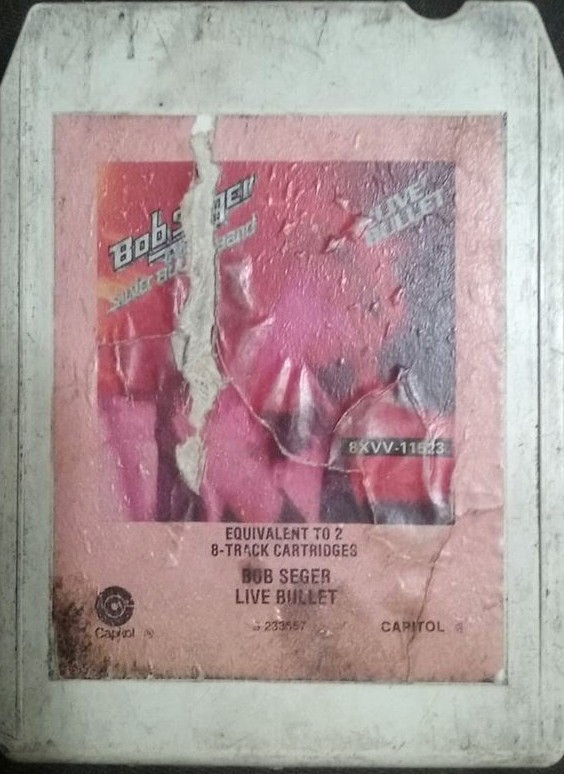 Bob Seger
Silver Bullet Band
LIVE
BULLET
8XVV-11523
EQUIVALENT TO 2
8-TRACK CARTRIDGES
BOB SEGER
LIVE BULLET
Capitol ®
S 233557
CAPITOL